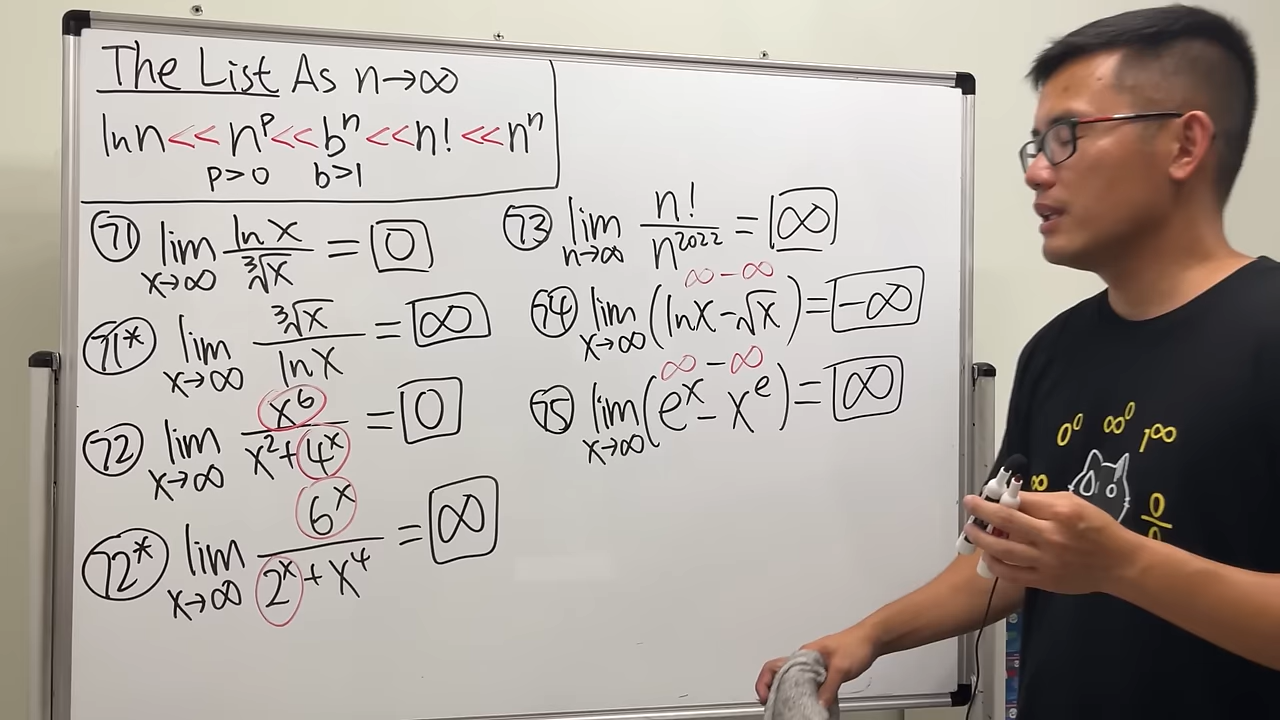 The List As n→∞
ln n << n^p << b^n << n! << n^n
p>0 b>1
71 lim x→∞ ln x / ∛x = 0
71* lim x→∞ ∛x / ln x = ∞
72 lim x→∞ x^6 / x^2+4^x = 0
72* lim x→∞ 6^x / 2^x+x^4 = ∞
73 lim n→∞ n! / n^2022 = ∞
∞-∞
74 lim x→∞ (ln x-√x) = -∞
∞-∞
75 lim x→∞ (e^x-x^e) = ∞
0^0 ∞^0 1^∞
∞
0/0